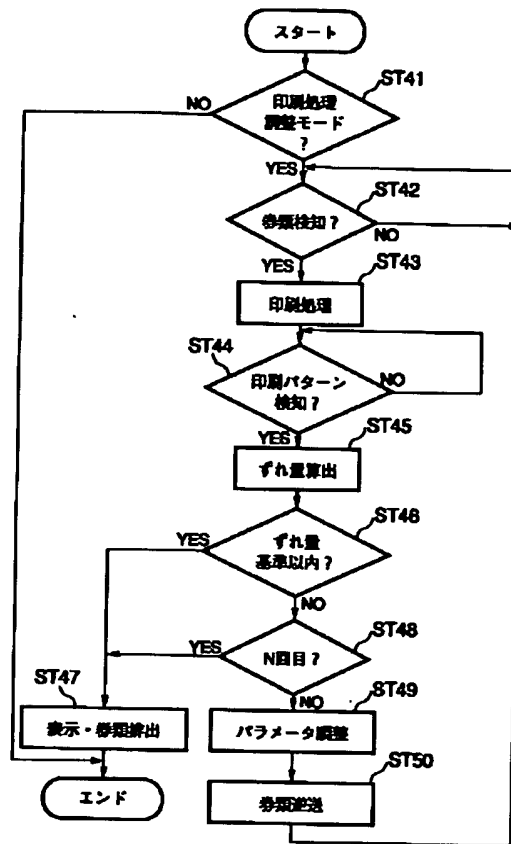 スタート
ST41
印刷処理
調整モード
?
NO
YES
ST42
券類検知?
NO
YES
ST43
印刷処理
ST44
印刷パターン
検知?
NO
YES
ST45
ずれ量算出
ST46
ずれ量
基準以内?
YES
NO
ST48
N回目?
YES
NO
ST47
表示・券類排出
ST49
パラメータ調整
エンド
ST50
券類逆送